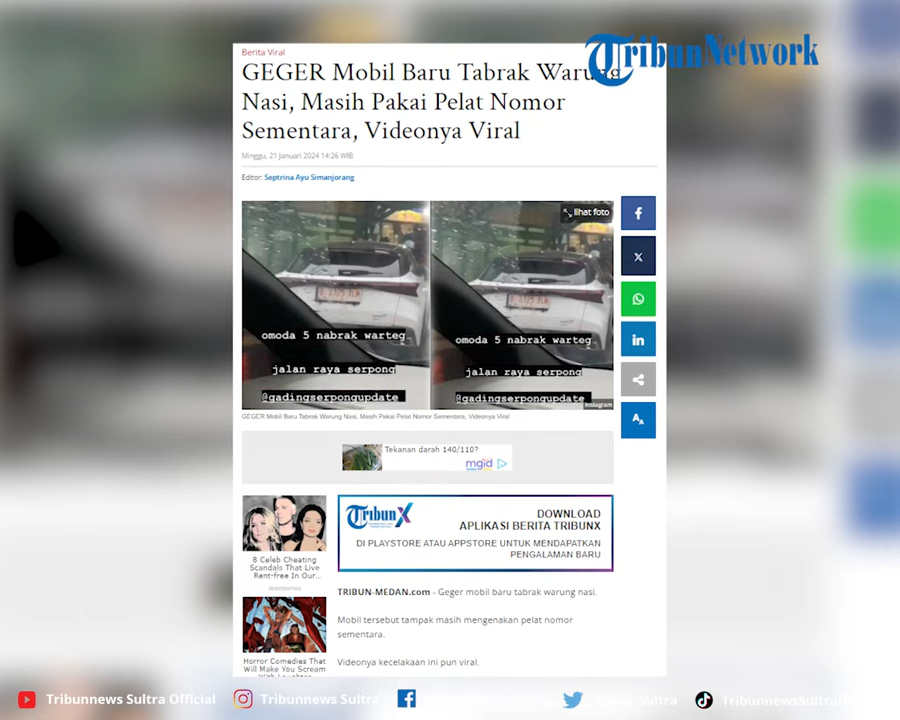 TribunNetwork
Berita Viral
GEGER Mobil Baru Tabrak Warung
Nasi, Masih Pakai Pelat Nomor
Sementara, Videonya Viral
Minggu, 21 Januari 2024 14:26 WIB
Editor: Septrina Ayu Simanjorang
lihat foto
omoda 5 nabrak warteg
jalan raya serpong
@gadingserpongupdate
omoda 5 nabrak warteg
jalan raya serpong
@gadingserpongupdate
Instagram
GEGER Mobil Baru Tabrak Warung Nasi, Masih Pakai Pelat Nomor Sementara, Videonya Viral
Tekanan darah 140/110?
mgid
TribunX
DOWNLOAD
APLIKASI BERITA TRIBUNX
DI PLAYSTORE ATAU APPSTORE UNTUK MENDAPATKAN
PENGALAMAN BARU
8 Celeb Cheating
Scandals That Live
Rent-free In Our...
TRIBUN-MEDAN.com - Geger mobil baru tabrak warung nasi.
Mobil tersebut tampak masih mengenakan pelat nomor
sementara.
Videonya kecelakaan ini pun viral.
Horror Comedies That
Will Make You Scream
With Laughter
Tribunnews Sultra Official
Tribunnews Sultra
Sultra
TribunnewsSultra